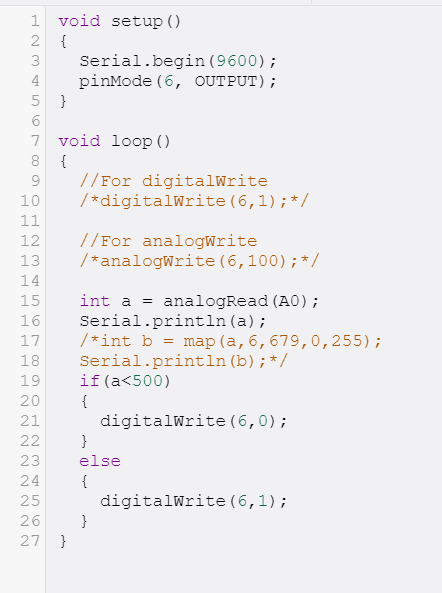 1 void setup()
2 {
3   Serial.begin(9600);
4   pinMode(6, OUTPUT);
5 }
6
7 void loop()
8 {
9   //For digitalWrite
10   /*digitalWrite(6,1);*/
11
12   //For analogWrite
13   /*analogWrite(6,100);*/
14
15   int a = analogRead(A0);
16   Serial.println(a);
17   /*int b = map(a,6,679,0,255);
18   Serial.println(b);*/
19   if(a<500)
20   {
21     digitalWrite(6,0);
22   }
23   else
24   {
25     digitalWrite(6,1);
26   }
27 }